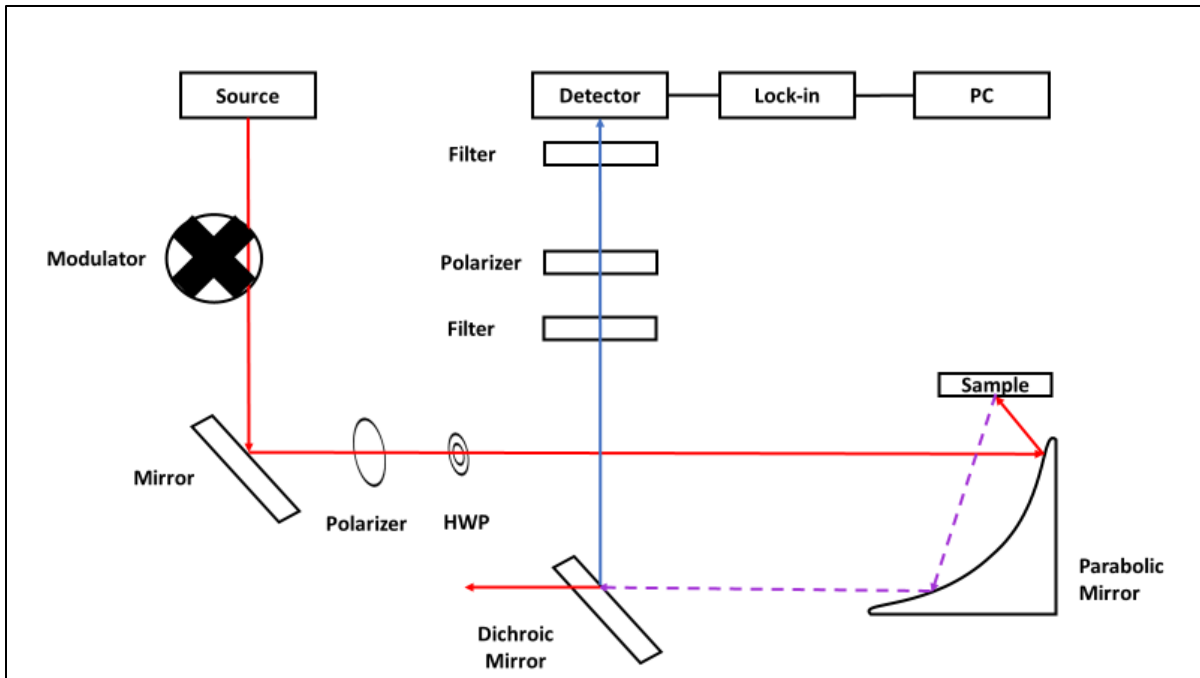 Source
Detector
Lock-in
PC
Filter
Modulator
Polarizer
Filter
Sample
Mirror
Polarizer
HWP
Parabolic
Mirror
Dichroic
Mirror